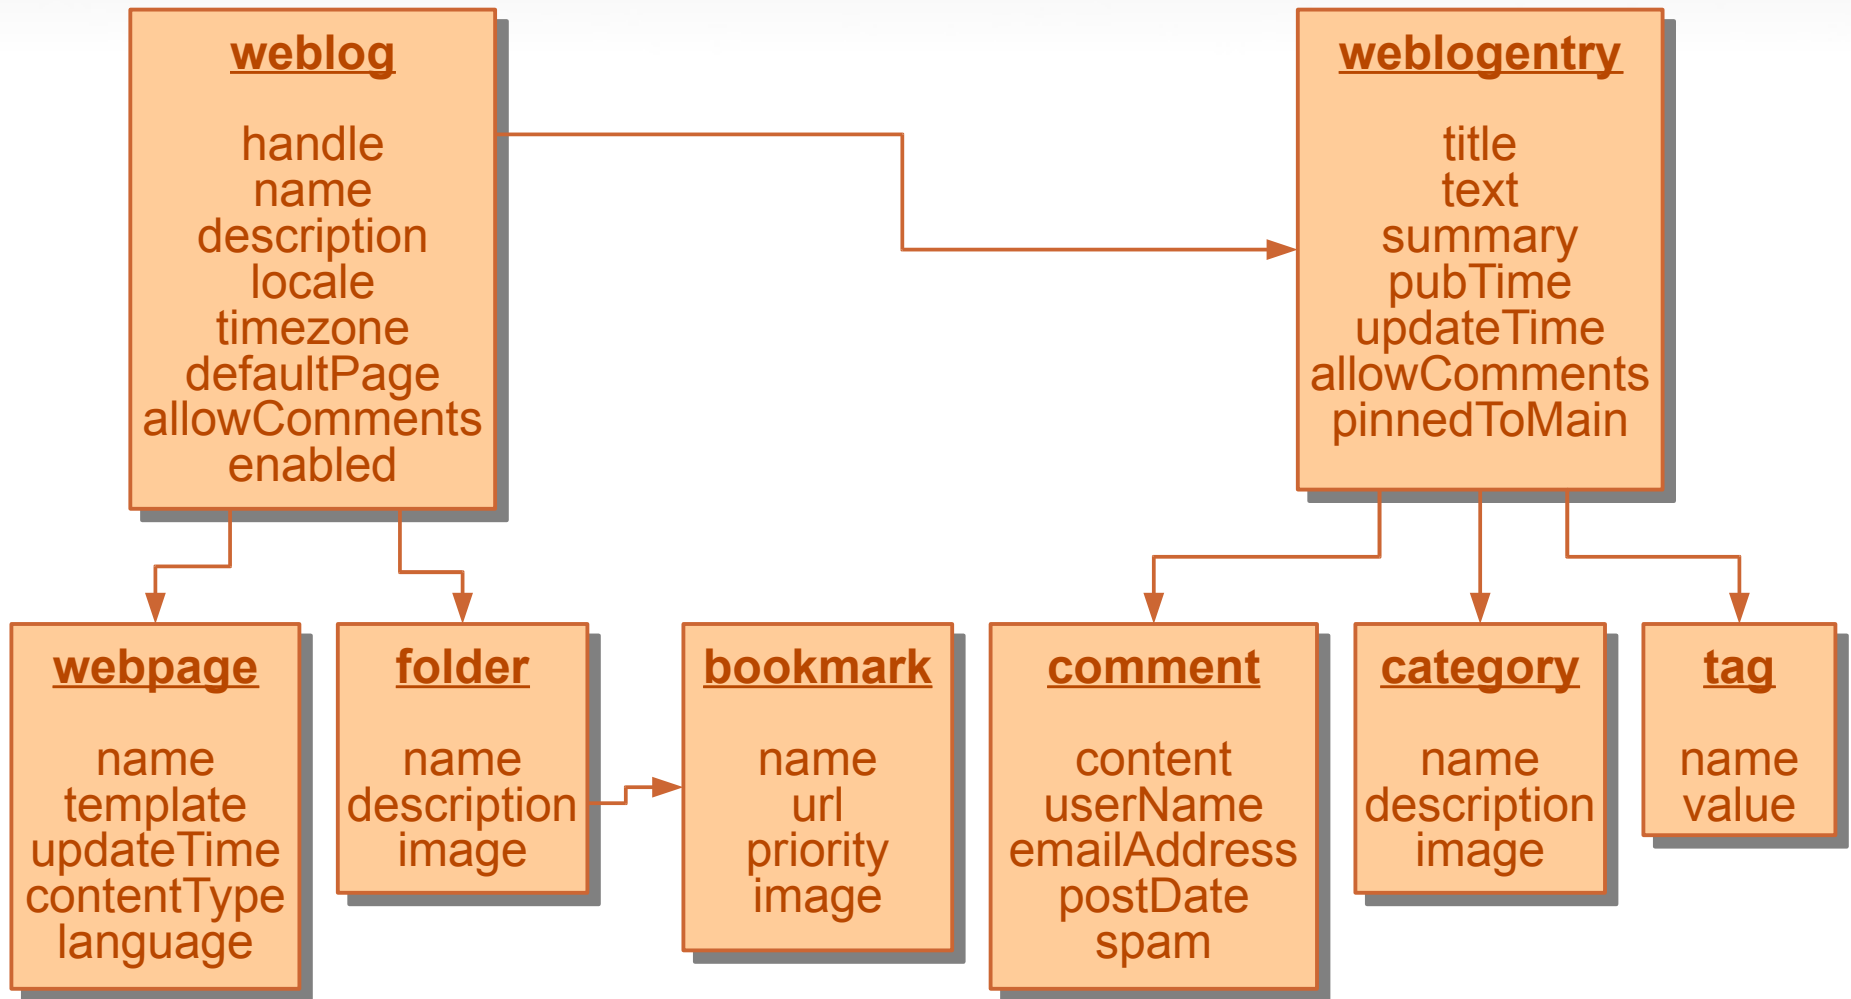 weblog
handle
name
description
locale
timezone
defaultPage
allowComments
enabled
weblogentry
title
text
summary
pubTime
updateTime
allowComments
pinnedToMain
webpage
name
template
updateTime
contentType
language
folder
name
description
image
bookmark
name
url
priority
image
comment
content
userName
emailAddress
postDate
spam
category
name
description
image
tag
name
value